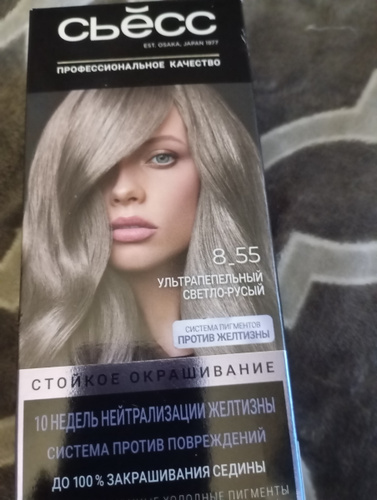 СЬЁСС
EST. OSAKA, JAPAN 1977
ПРОФЕССИОНАЛЬНОЕ КАЧЕСТВО
8_55
УЛЬТРАПЕПЕЛЬНЫЙ
СВЕТЛО-РУСЫЙ
СИСТЕМА ПИГМЕНТОВ
ПРОТИВ ЖЕЛТИЗНЫ
СТОЙКОЕ ОКРАШИВАНИЕ
10 НЕДЕЛЬ НЕЙТРАЛИЗАЦИИ ЖЕЛТИЗНЫ
СИСТЕМА ПРОТИВ ПОВРЕЖДЕНИЙ
ДО 100% ЗАКРАШИВАНИЯ СЕДИНЫ
ХОЛОДНЫЕ ПИГМЕНТЫ